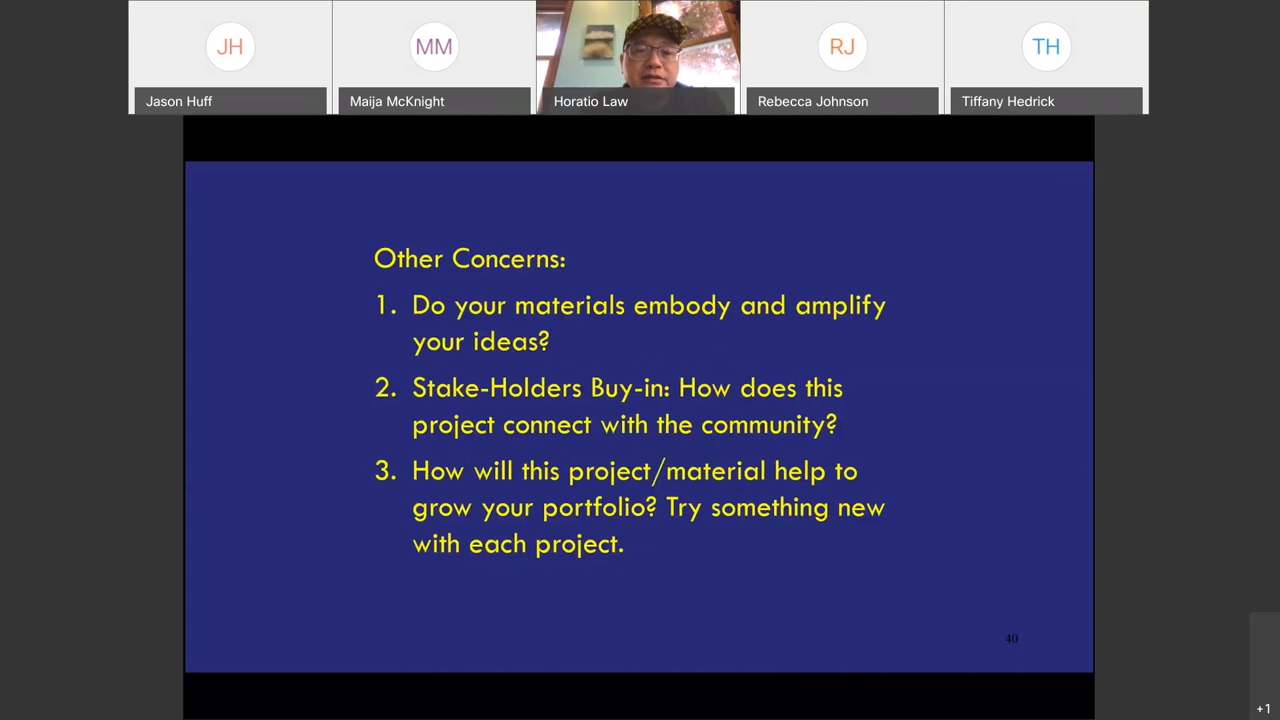 JH
MM
RJ
TH
Jason Huff
Maija McKnight
Horatio Law
Rebecca Johnson
Tiffany Hedrick
Other Concerns:
1. Do your materials embody and amplify
your ideas?
2. Stake-Holders Buy-in: How does this
project connect with the community?
3. How will this project/material help to
grow your portfolio? Try something new
with each project.
40
+1